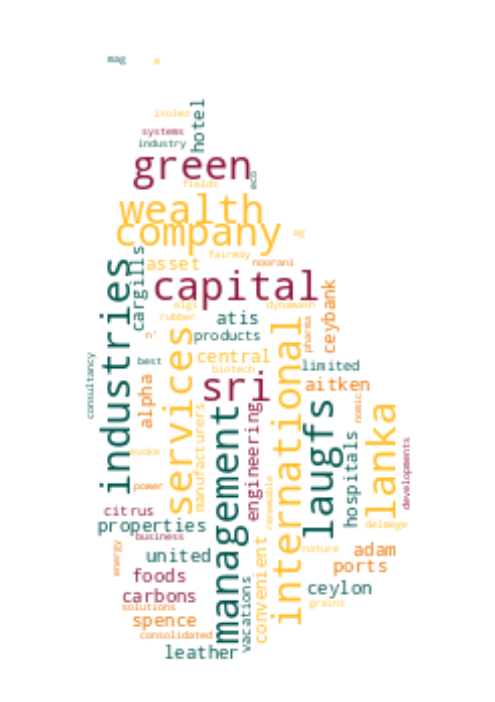 mag
a
isolez
hotel
systems
industry
green
eco
fields
wealth
company
ag
fairway
cargills
asset
noorani
industries
capital
elgi
dynawash
rubber
atis
ceybank
pharma
n'
products
services
international
central
best
limited
consultancy
biotech
alpha
sri
aitken
nomic
manufacturers
management
engineering
laugfs
lanka
hospitals
developments
evoke
power
renewable
citrus
properties
delmege
business
energy
united
convenient
nature
adam
ports
foods
vacations
ceylon
carbons
grains
solutions
spence
consolidated
leather